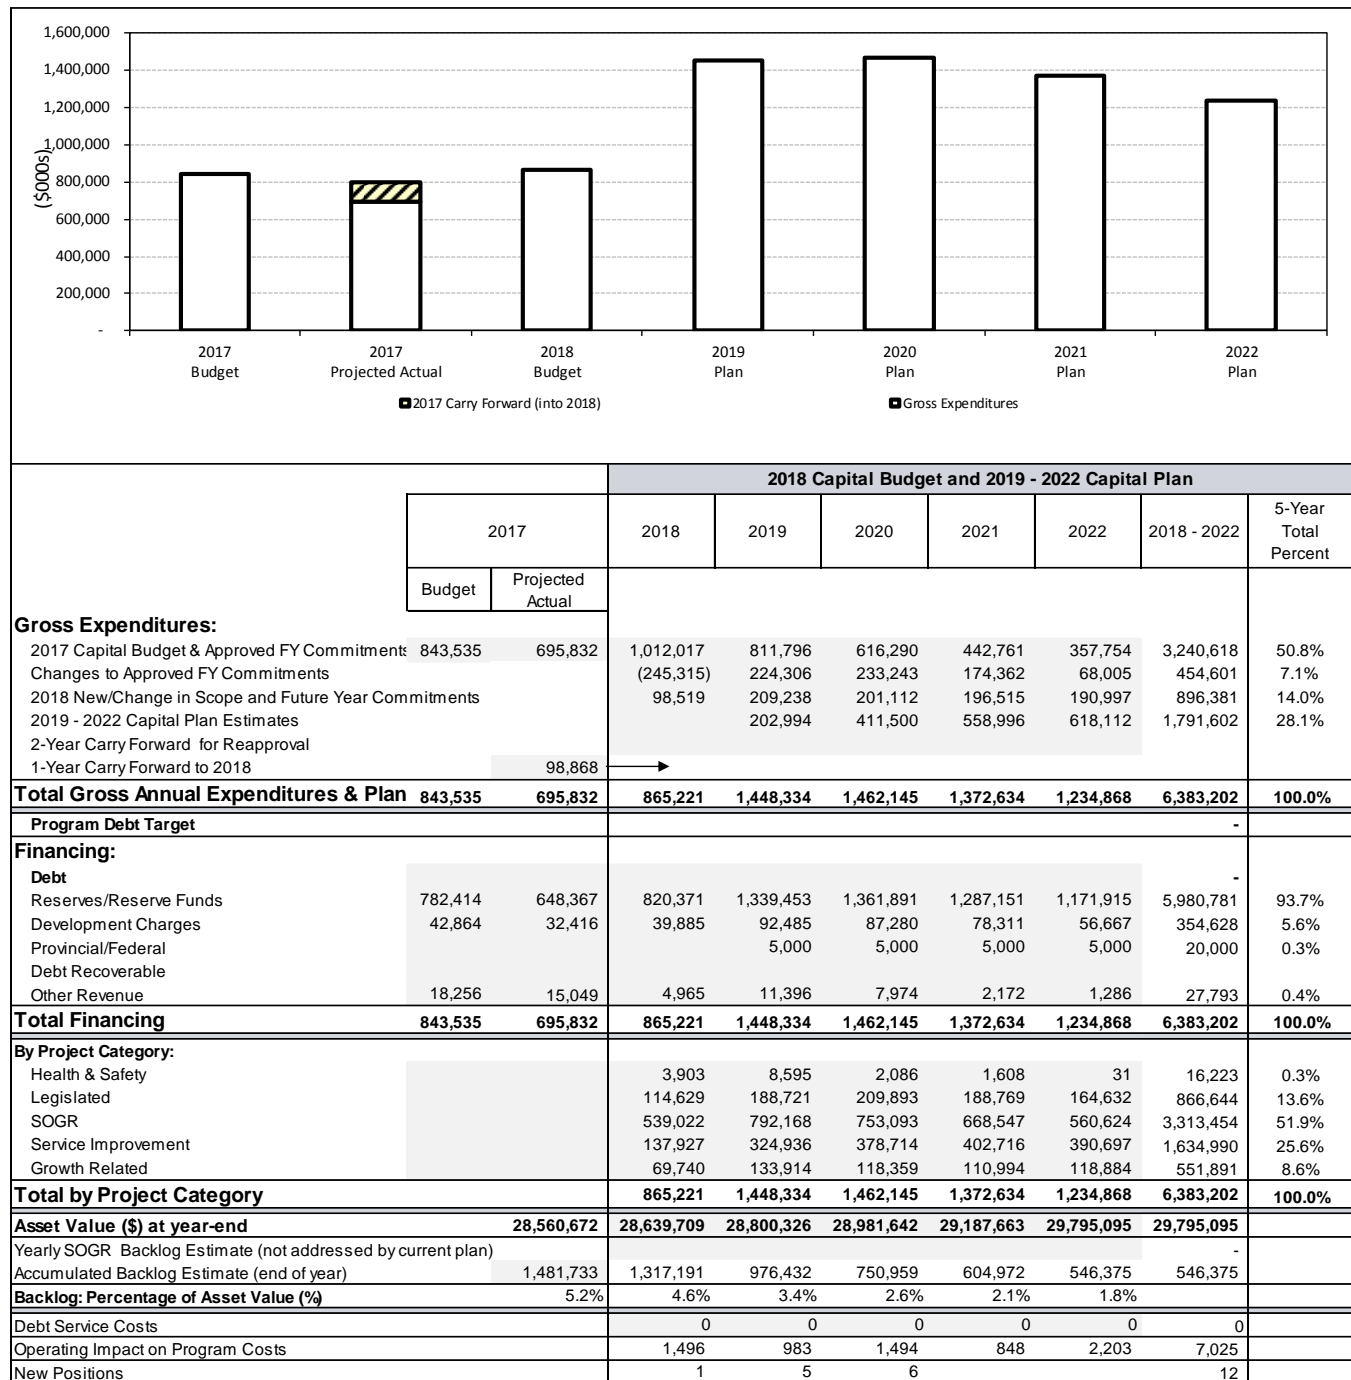 1,600,000
1,400,000
1,200,000
1,000,000
800,000
600,000
400,000
200,000
-
($000s)
2017 2017 2018 2019 2020 2021 2022
Budget Projected Actual Budget Plan Plan Plan Plan
2017 Carry Forward (into 2018) Gross Expenditures
2018 Capital Budget and 2019 - 2022 Capital Plan
2017 2018 2019 2020 2021 2022 2018 - 2022 5-Year
Total
Percent
Budget Projected
Actual
Gross Expenditures:
2017 Capital Budget & Approved FY Commitments 843,535 695,832 1,012,017 811,796 616,290 442,761 357,754 3,240,618 50.8%
Changes to Approved FY Commitments (245,315) 224,306 233,243 174,362 68,005 454,601 7.1%
2018 New/Change in Scope and Future Year Commitments 98,519 209,238 201,112 196,515 190,997 896,381 14.0%
2019 - 2022 Capital Plan Estimates 202,994 411,500 558,996 618,112 1,791,602 28.1%
2-Year Carry Forward for Reapproval
1-Year Carry Forward to 2018 98,868
Total Gross Annual Expenditures & Plan 843,535 695,832 865,221 1,448,334 1,462,145 1,372,634 1,234,868 6,383,202 100.0%
Program Debt Target -
Financing:
Debt -
Reserves/Reserve Funds 782,414 648,367 820,371 1,339,453 1,361,891 1,287,151 1,171,915 5,980,781 93.7%
Development Charges 42,864 32,416 39,885 92,485 87,280 78,311 56,667 354,628 5.6%
Provincial/Federal 5,000 5,000 5,000 5,000 20,000 0.3%
Debt Recoverable
Other Revenue 18,256 15,049 4,965 11,396 7,974 2,172 1,286 27,793 0.4%
Total Financing 843,535 695,832 865,221 1,448,334 1,462,145 1,372,634 1,234,868 6,383,202 100.0%
By Project Category:
Health & Safety 3,903 8,595 2,086 1,608 31 16,223 0.3%
Legislated 114,629 188,721 209,893 188,769 164,632 866,644 13.6%
SOGR 539,022 792,168 753,093 668,547 560,624 3,313,454 51.9%
Service Improvement 137,927 324,936 378,714 402,716 390,697 1,634,990 25.6%
Growth Related 69,740 133,914 118,359 110,994 118,884 551,891 8.6%
Total by Project Category 865,221 1,448,334 1,462,145 1,372,634 1,234,868 6,383,202 100.0%
Asset Value ($) at year-end 28,560,672 28,639,709 28,800,326 28,981,642 29,187,663 29,795,095 29,795,095
Yearly SOGR Backlog Estimate (not addressed by current plan) -
Accumulated Backlog Estimate (end of year) 1,481,733 1,317,191 976,432 750,959 604,972 546,375 546,375
Backlog: Percentage of Asset Value (%) 5.2% 4.6% 3.4% 2.6% 2.1% 1.8%
Debt Service Costs 0 0 0 0 0 0
Operating Impact on Program Costs 1,496 983 1,494 848 2,203 7,025
New Positions 1 5 6 12